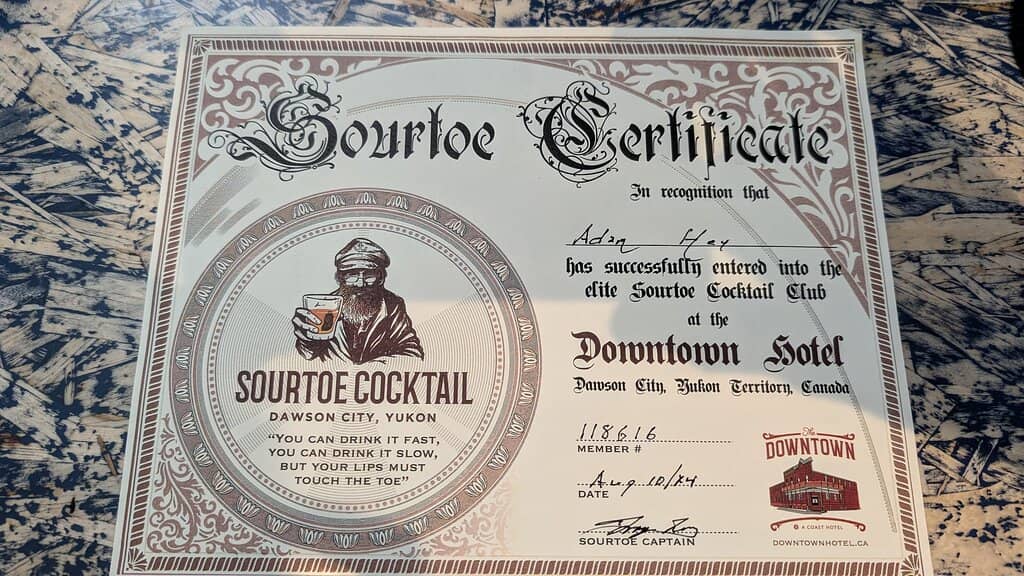 Sourtoe Certificate
In recognition that
Adam Hay
has successfully entered into the
elite Sourtoe Cocktail Club
at the
Downtown Hotel
Dawson City, Yukon Territory, Canada
SOURTOE COCKTAIL
DAWSON CITY, YUKON
"YOU CAN DRINK IT FAST,
YOU CAN DRINK IT SLOW,
BUT YOUR LIPS MUST
TOUCH THE TOE"
118616
MEMBER #
Aug 10/24
DATE
SOURTOE CAPTAIN
The
DOWNTOWN
A COAST HOTEL
DOWNTOWNHOTEL.CA